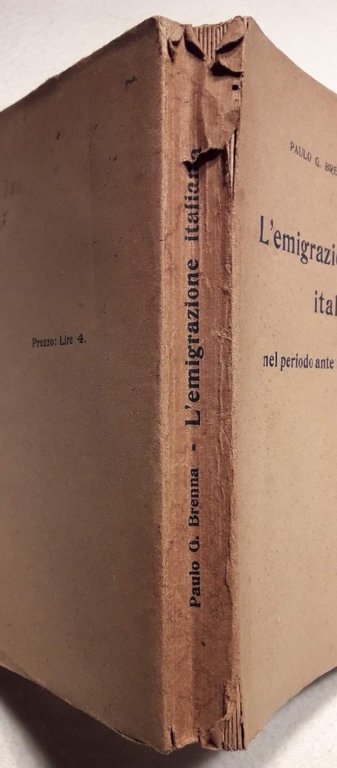 Prezzo: Lire 4.
Paulo G. Brenna - L'emigrazione italiana
PAULO G. BRE
L'emigrazio
ital
nel periodo ante